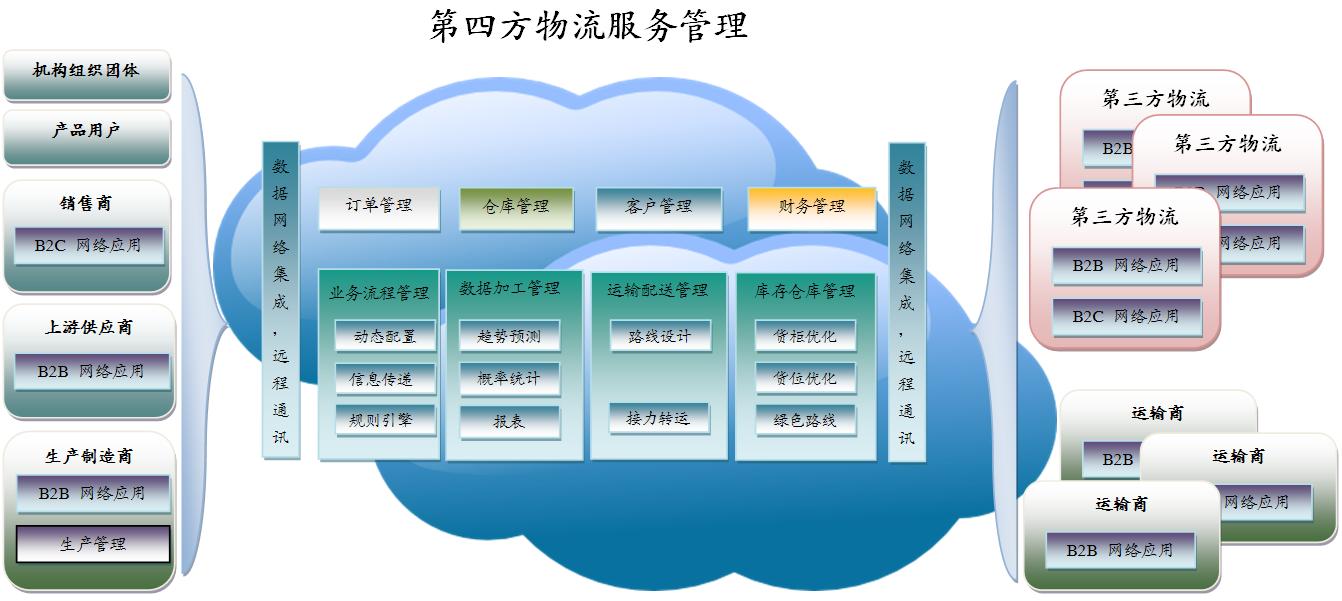 第四方物流服务管理
机构组织团体
产品用户
销售商
B2C 网络应用
上游供应商
B2B 网络应用
生产制造商
B2B 网络应用
生产管理
数据网络集成，远程通讯
订单管理
仓库管理
客户管理
财务管理
业务流程管理
动态配置
信息传递
规则引擎
数据加工管理
趋势预测
概率统计
报表
运输配送管理
路线设计
接力转运
库存仓库管理
货柜优化
货位优化
绿色路线
数据网络集成，远程通讯
第三方物流
B2B
第三方物流
网络应用
网络应用
第三方物流
B2B 网络应用
B2C 网络应用
运输商
B2B
运输商
网络应用
运输商
B2B 网络应用